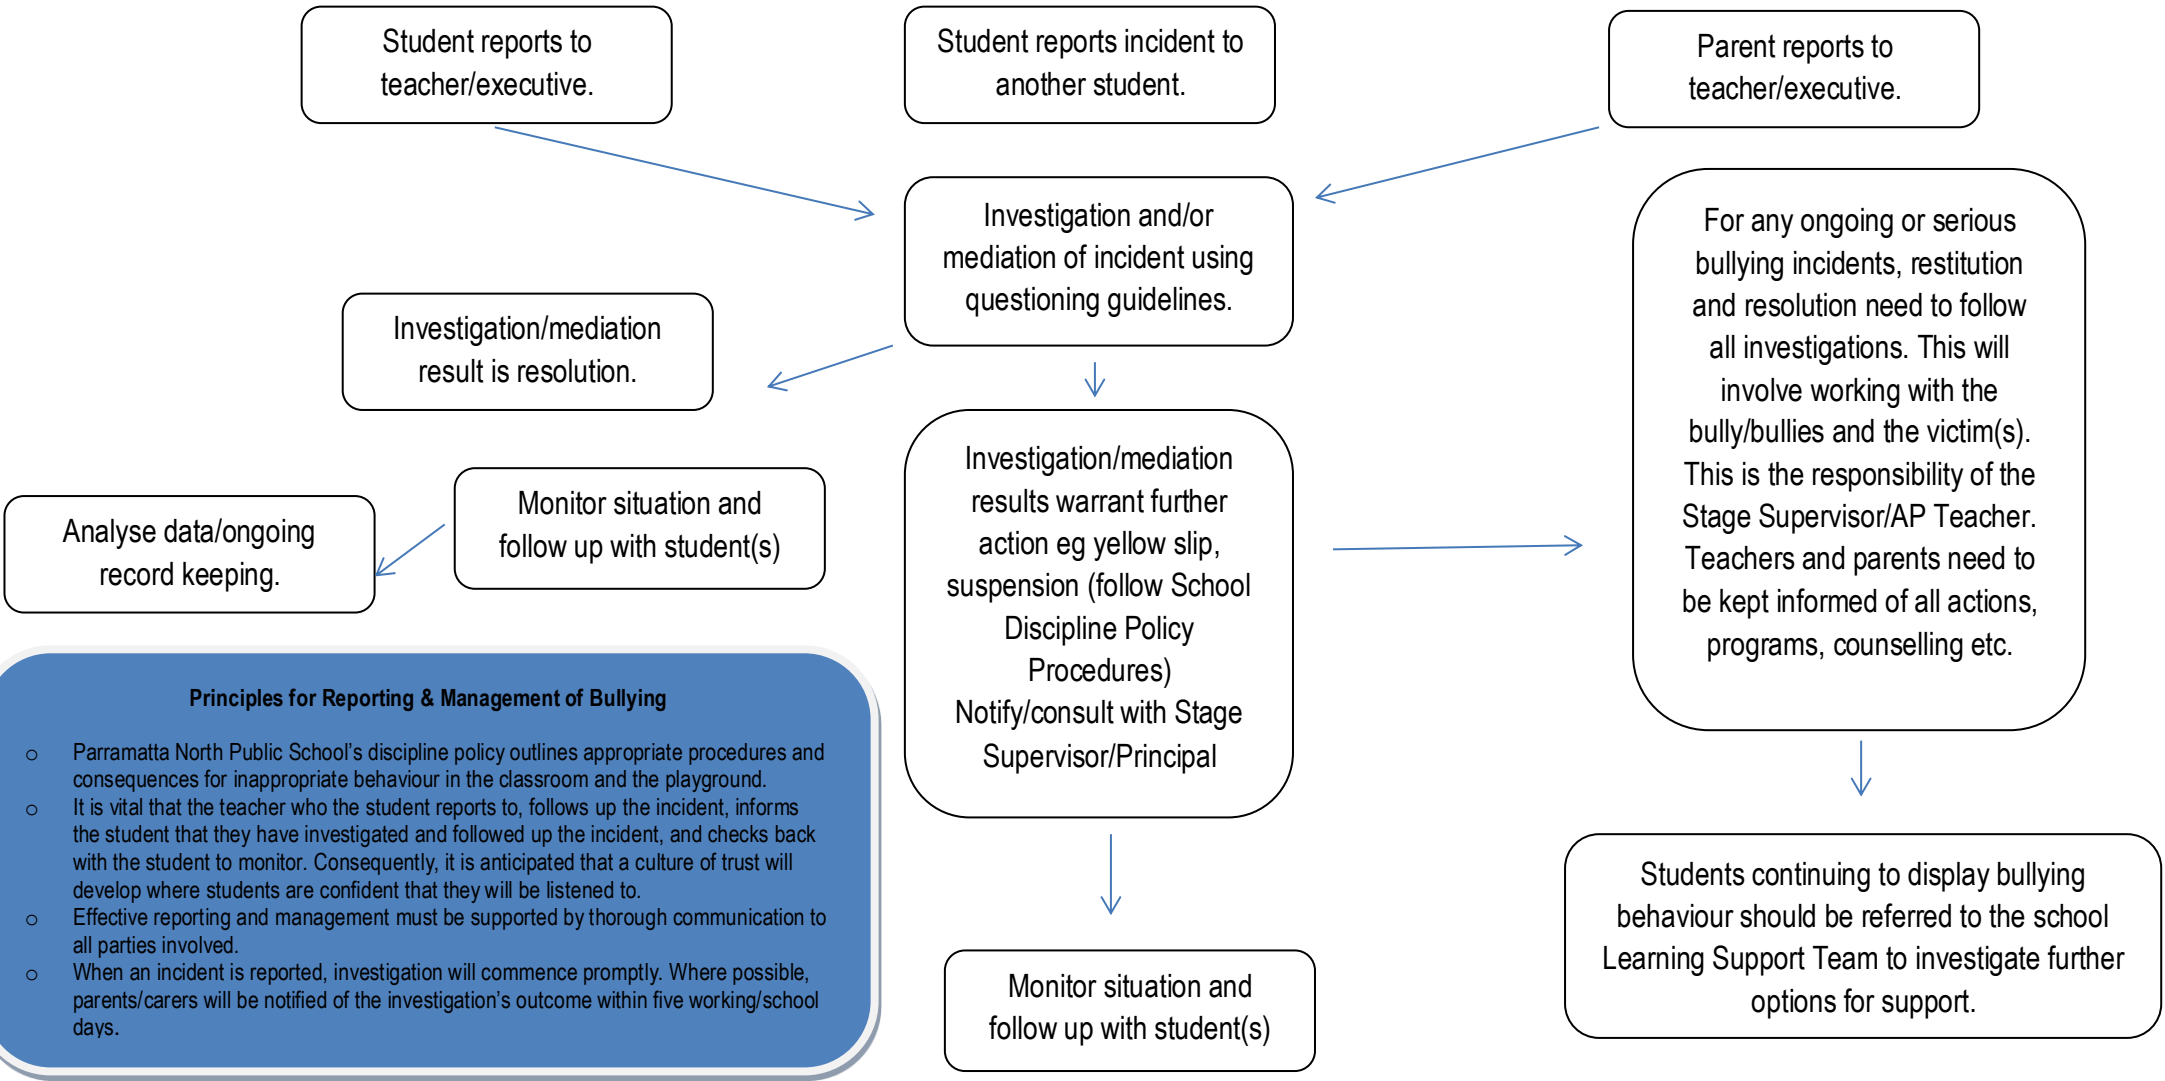 Student reports to
teacher/executive.
Student reports incident to
another student.
Parent reports to
teacher/executive.
Investigation and/or
mediation of incident using
questioning guidelines.
For any ongoing or serious
bullying incidents, restitution
and resolution need to follow
all investigations. This will
involve working with the
bully/bullies and the victim(s).
This is the responsibility of the
Stage Supervisor/AP Teacher.
Teachers and parents need to
be kept informed of all actions,
programs, counselling etc.
Investigation/mediation
result is resolution.
Investigation/mediation
results warrant further
action eg yellow slip,
suspension (follow School
Discipline Policy
Procedures)
Notify/consult with Stage
Supervisor/Principal
Monitor situation and
follow up with student(s)
Analyse data/ongoing
record keeping.
Principles for Reporting & Management of Bullying
o Parramatta North Public School’s discipline policy outlines appropriate procedures and
consequences for inappropriate behaviour in the classroom and the playground.
o It is vital that the teacher who the student reports to, follows up the incident, informs
the student that they have investigated and followed up the incident, and checks back
with the student to monitor. Consequently, it is anticipated that a culture of trust will
develop where students are confident that they will be listened to.
o Effective reporting and management must be supported by thorough communication to
all parties involved.
o When an incident is reported, investigation will commence promptly. Where possible,
parents/carers will be notified of the investigation’s outcome within five working/school
days.
Monitor situation and
follow up with student(s)
Students continuing to display bullying
behaviour should be referred to the school
Learning Support Team to investigate further
options for support.